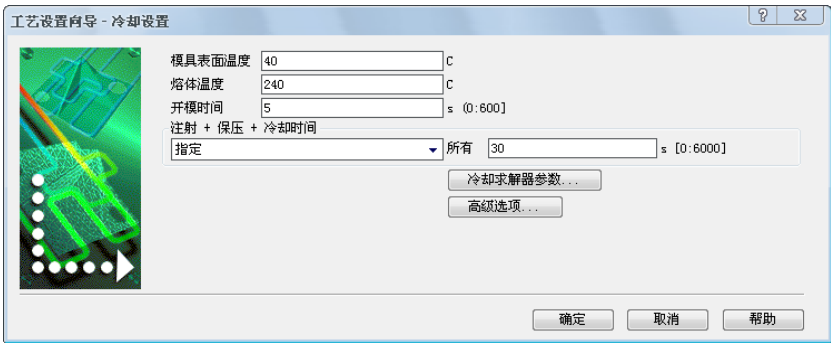 工艺设置向导 - 冷却设置
模具表面温度 40 C
熔体温度 240 C
开模时间 5 s (0:600]
注射 + 保压 + 冷却时间
指定 所有 30 s [0:6000]
冷却求解器参数...
高级选项...
确定 取消 帮助